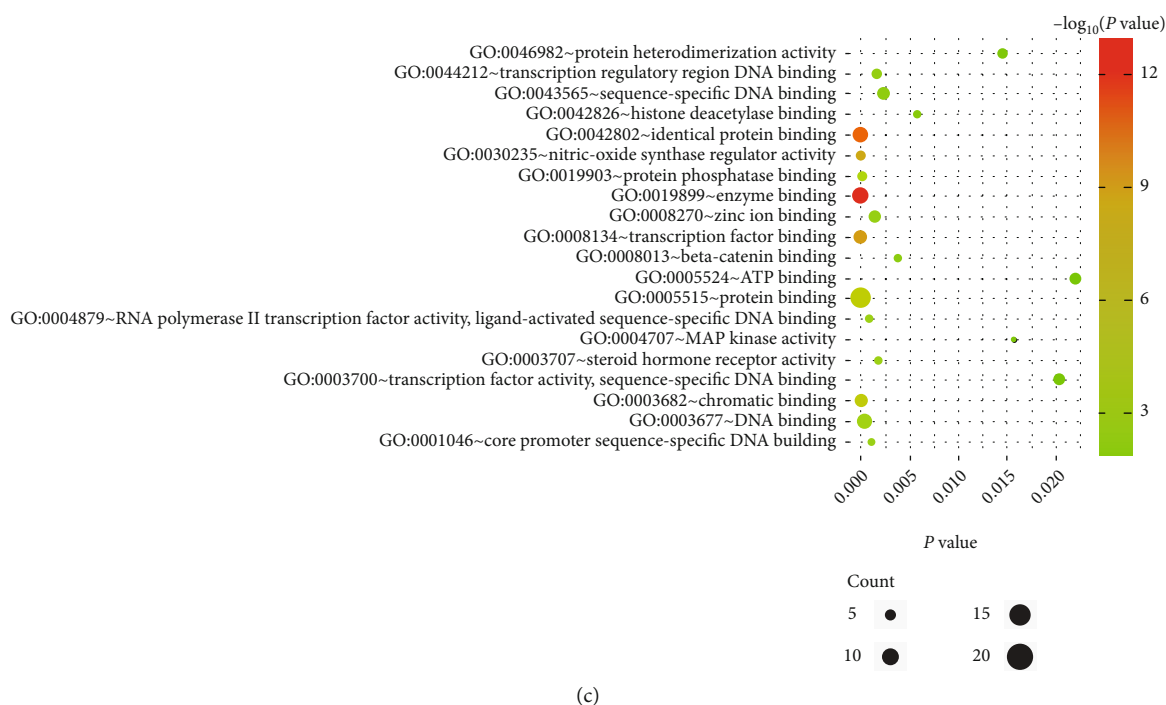 –log10(P value)
GO:0046982~protein heterodimerization activity
GO:0044212~transcription regulatory region DNA binding
GO:0043565~sequence-specific DNA binding
GO:0042826~histone deacetylase binding
GO:0042802~identical protein binding
GO:0030235~nitric-oxide synthase regulator activity
GO:0019903~protein phosphatase binding
GO:0019899~enzyme binding
GO:0008270~zinc ion binding
GO:0008134~transcription factor binding
GO:0008013~beta-catenin binding
GO:0005524~ATP binding
GO:0005515~protein binding
GO:0004879~RNA polymerase II transcription factor activity, ligand-activated sequence-specific DNA binding
GO:0004707~MAP kinase activity
GO:0003707~steroid hormone receptor activity
GO:0003700~transcription factor activity, sequence-specific DNA binding
GO:0003682~chromatic binding
GO:0003677~DNA binding
GO:0001046~core promoter sequence-specific DNA building
12
9
6
3
0.000 0.005 0.010 0.015 0.020
P value
Count
5 15
10 20
(c)